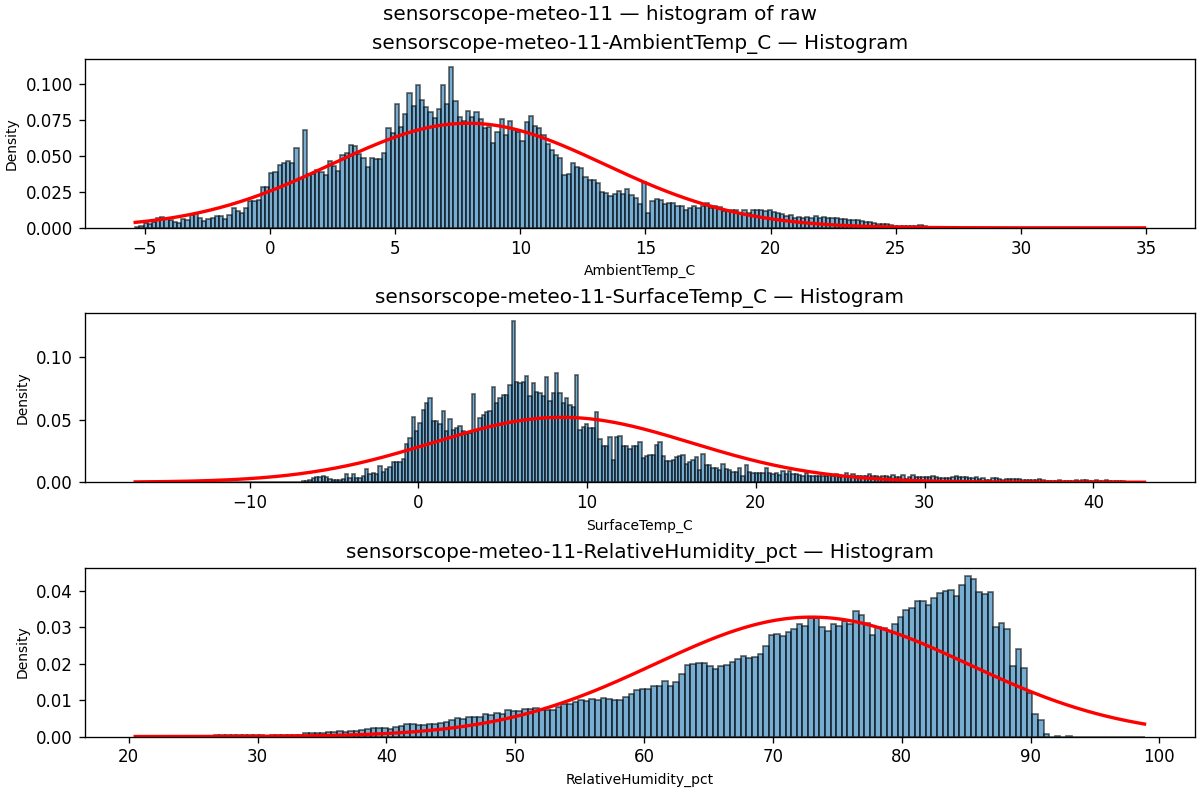 sensorscope-meteo-11 — histogram of raw
sensorscope-meteo-11-AmbientTemp_C — Histogram
0.100
0.075
0.050
0.025
0.000
Density
−5 0 5 10 15 20 25 30 35
AmbientTemp_C
sensorscope-meteo-11-SurfaceTemp_C — Histogram
0.10
0.05
0.00
Density
−10 0 10 20 30 40
SurfaceTemp_C
sensorscope-meteo-11-RelativeHumidity_pct — Histogram
0.04
0.03
0.02
0.01
0.00
Density
20 30 40 50 60 70 80 90 100
RelativeHumidity_pct